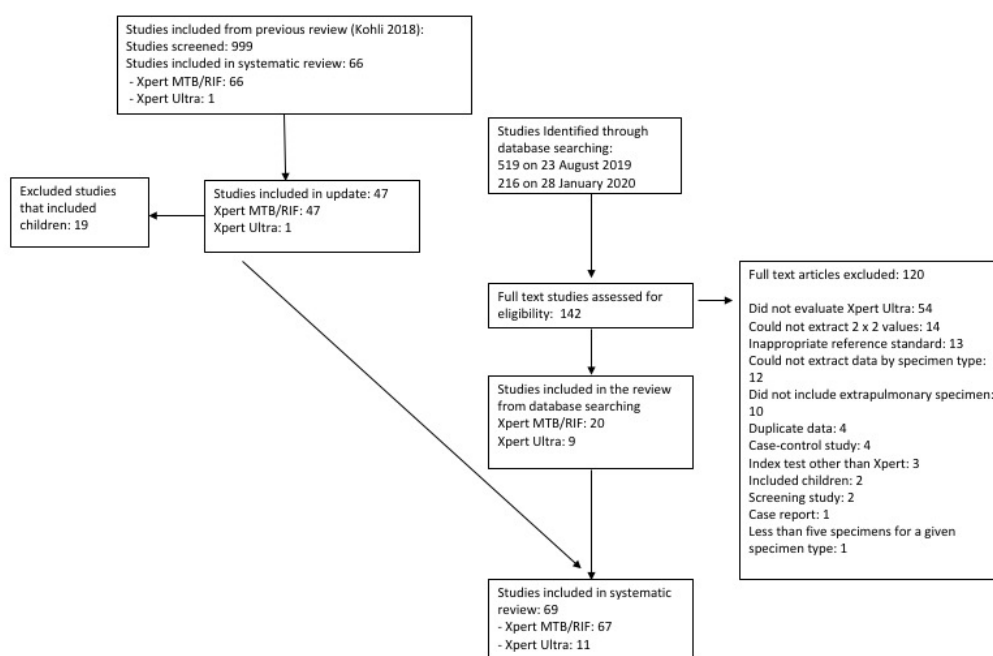 Studies included from previous review (Kohli 2018):
Studies screened: 999
Studies included in systematic review: 66
- Xpert MTB/RIF: 66
- Xpert Ultra: 1
Studies Identified through
database searching:
519 on 23 August 2019
216 on 28 January 2020
Excluded studies
that included
children: 19
Studies included in update: 47
Xpert MTB/RIF: 47
Xpert Ultra: 1
Full text studies assessed for
eligibility: 142
Full text articles excluded: 120
Did not evaluate Xpert Ultra: 54
Could not extract 2 x 2 values: 14
Inappropriate reference standard: 13
Could not extract data by specimen type:
12
Did not include extrapulmonary specimen:
10
Duplicate data: 4
Case-control study: 4
Index test other than Xpert: 3
Included children: 2
Screening study: 2
Case report: 1
Less than five specimens for a given
specimen type: 1
Studies included in the review
from database searching
Xpert MTB/RIF: 20
Xpert Ultra: 9
Studies included in systematic
review: 69
- Xpert MTB/RIF: 67
- Xpert Ultra: 11